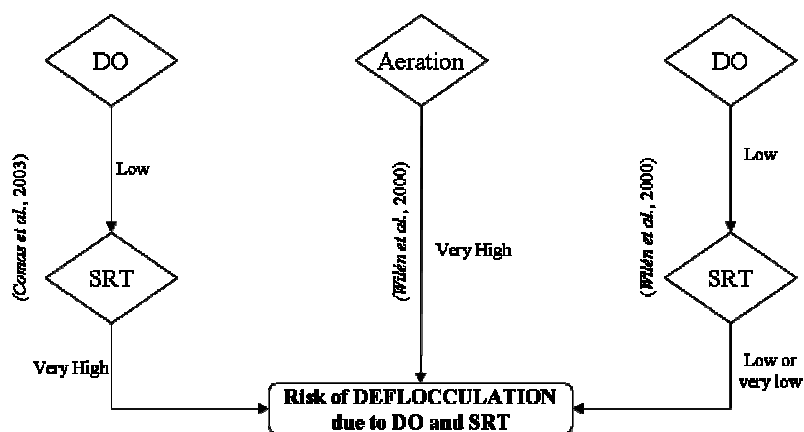 DO
Aeration
DO
(Comas et al., 2003)
Low
(Wilén et al., 2000)
Very High
(Wilén et al., 2000)
Low
SRT
SRT
Very High
Low or
very low
Risk of DEFLOCCULATION
due to DO and SRT